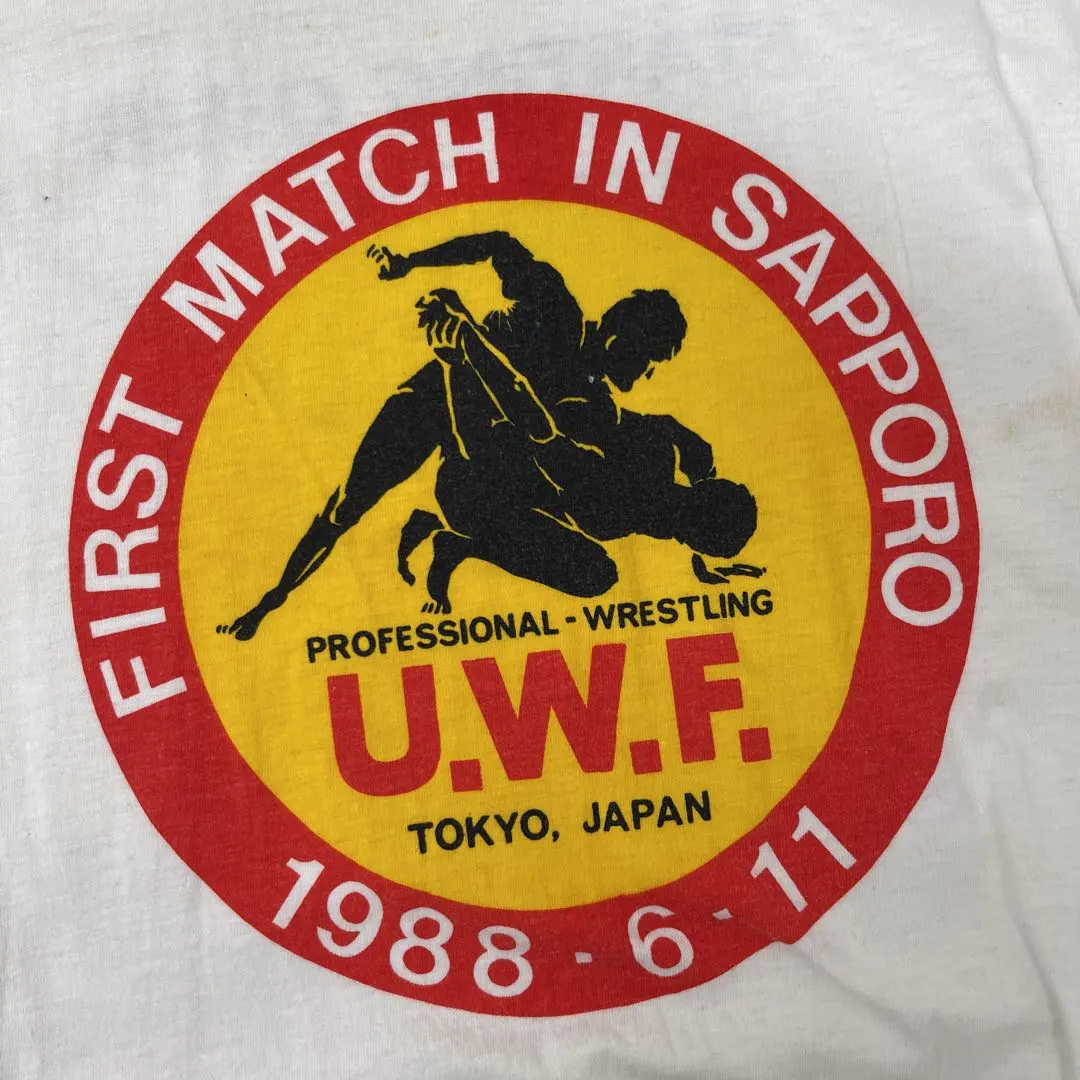 FIRST MATCH IN SAPPORO
PROFESSIONAL - WRESTLING
U.W.F.
TOKYO, JAPAN
1988 · 6 · 11